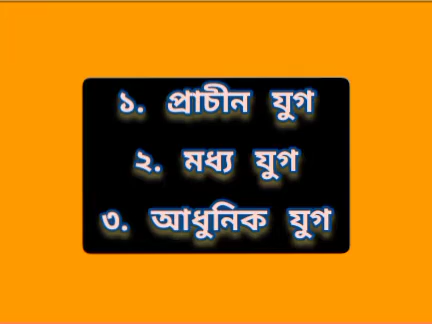 ১. প্রাচীন যুগ
২. মধ্য যুগ
৩. আধুনিক যুগ